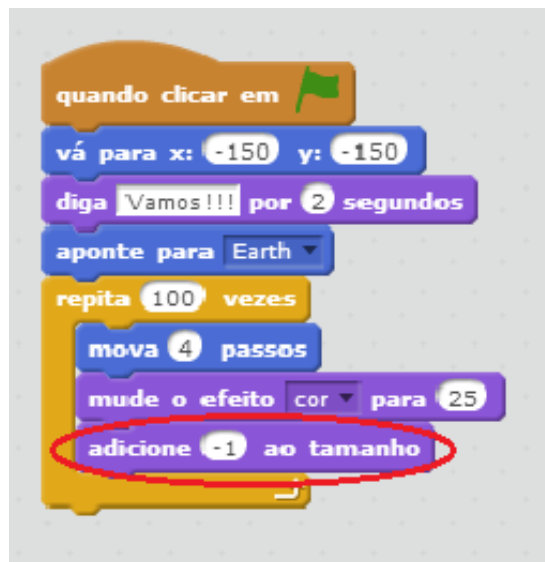 quando clicar em
vá para x: -150 y: -150
diga Vamos!!! por 2 segundos
aponte para Earth
repita 100 vezes
mova 4 passos
mude o efeito cor para 25
adicione -1 ao tamanho